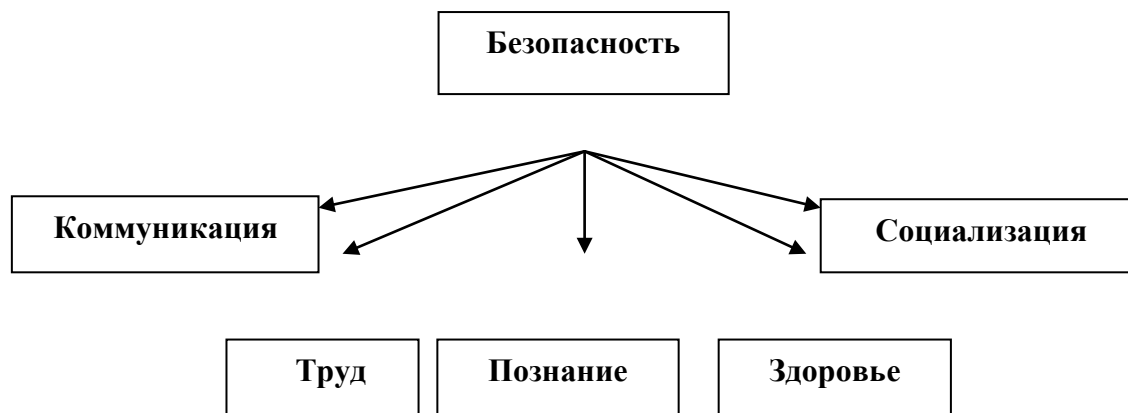 Безопасность
Коммуникация
Социализация
Труд
Познание
Здоровье